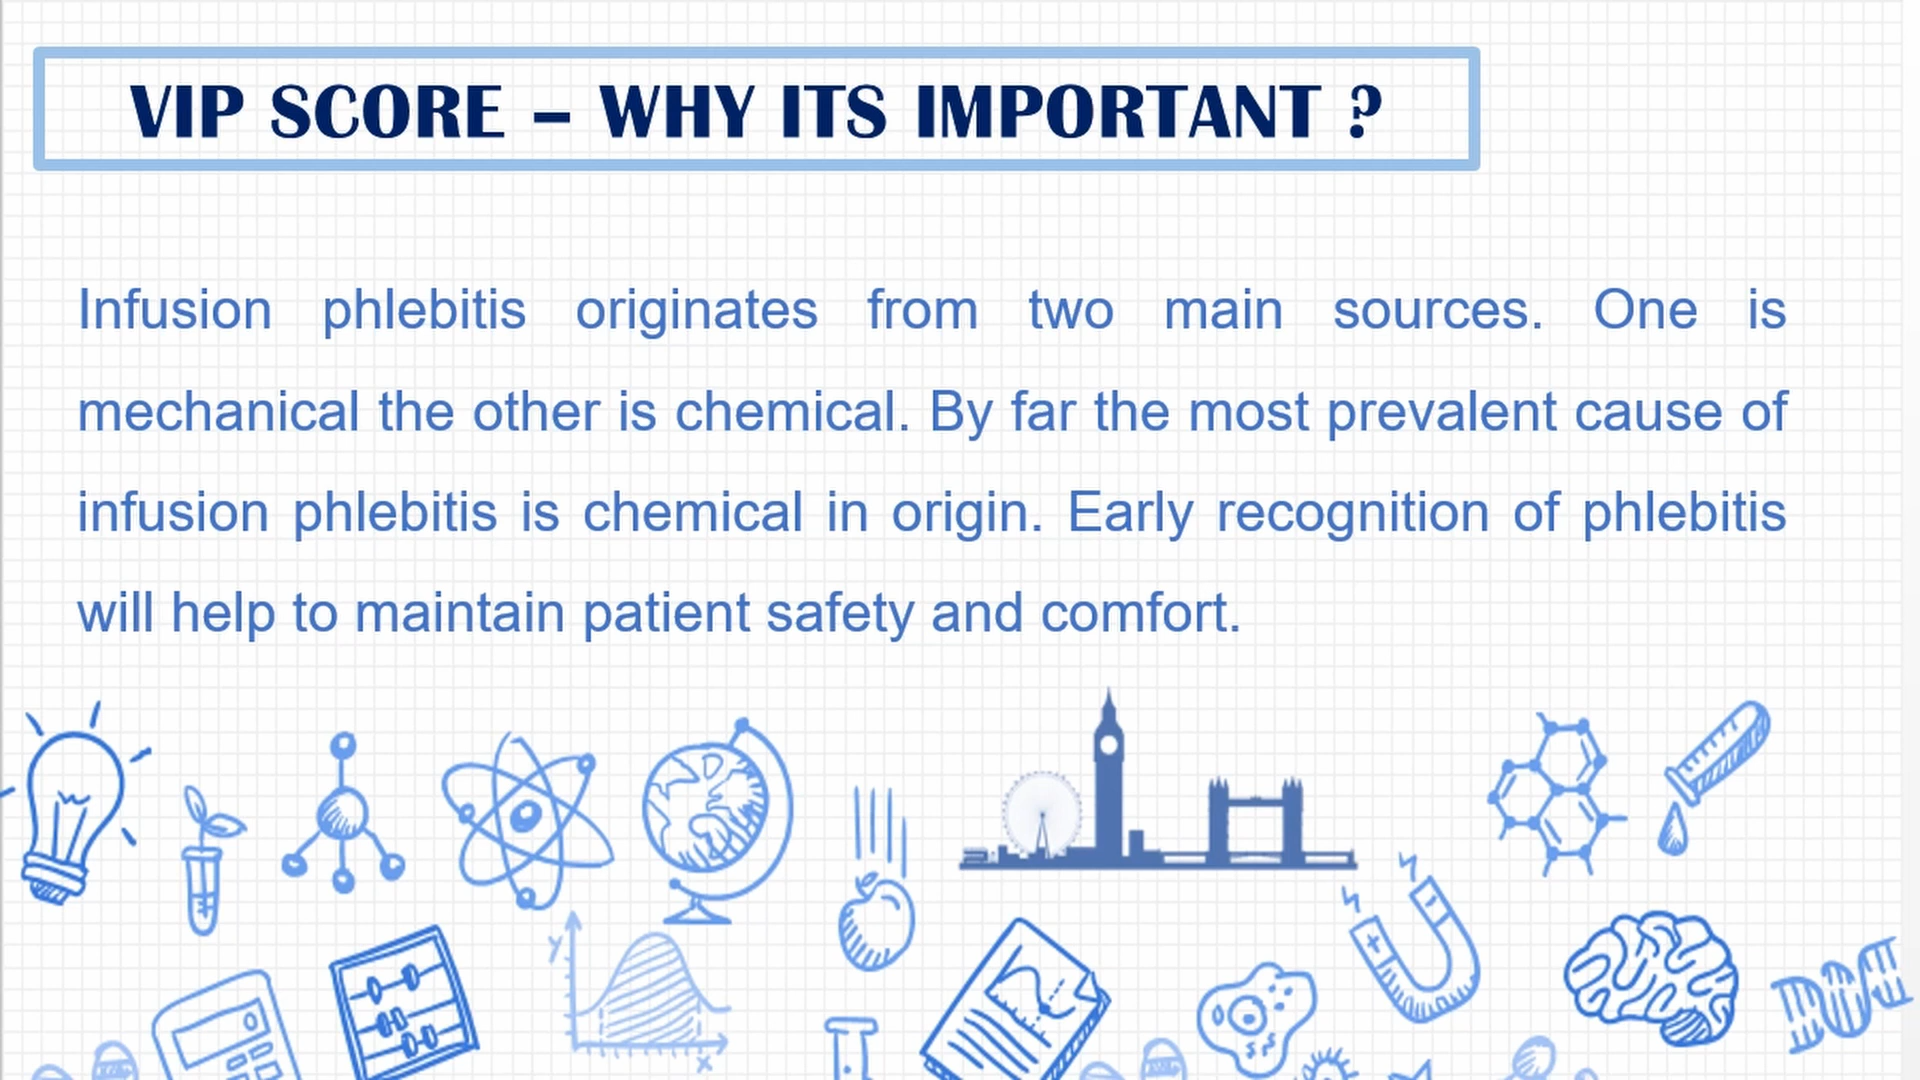 VIP SCORE – WHY ITS IMPORTANT ?
Infusion phlebitis originates from two main sources. One is
mechanical the other is chemical. By far the most prevalent cause of
infusion phlebitis is chemical in origin. Early recognition of phlebitis
will help to maintain patient safety and comfort.
y
x